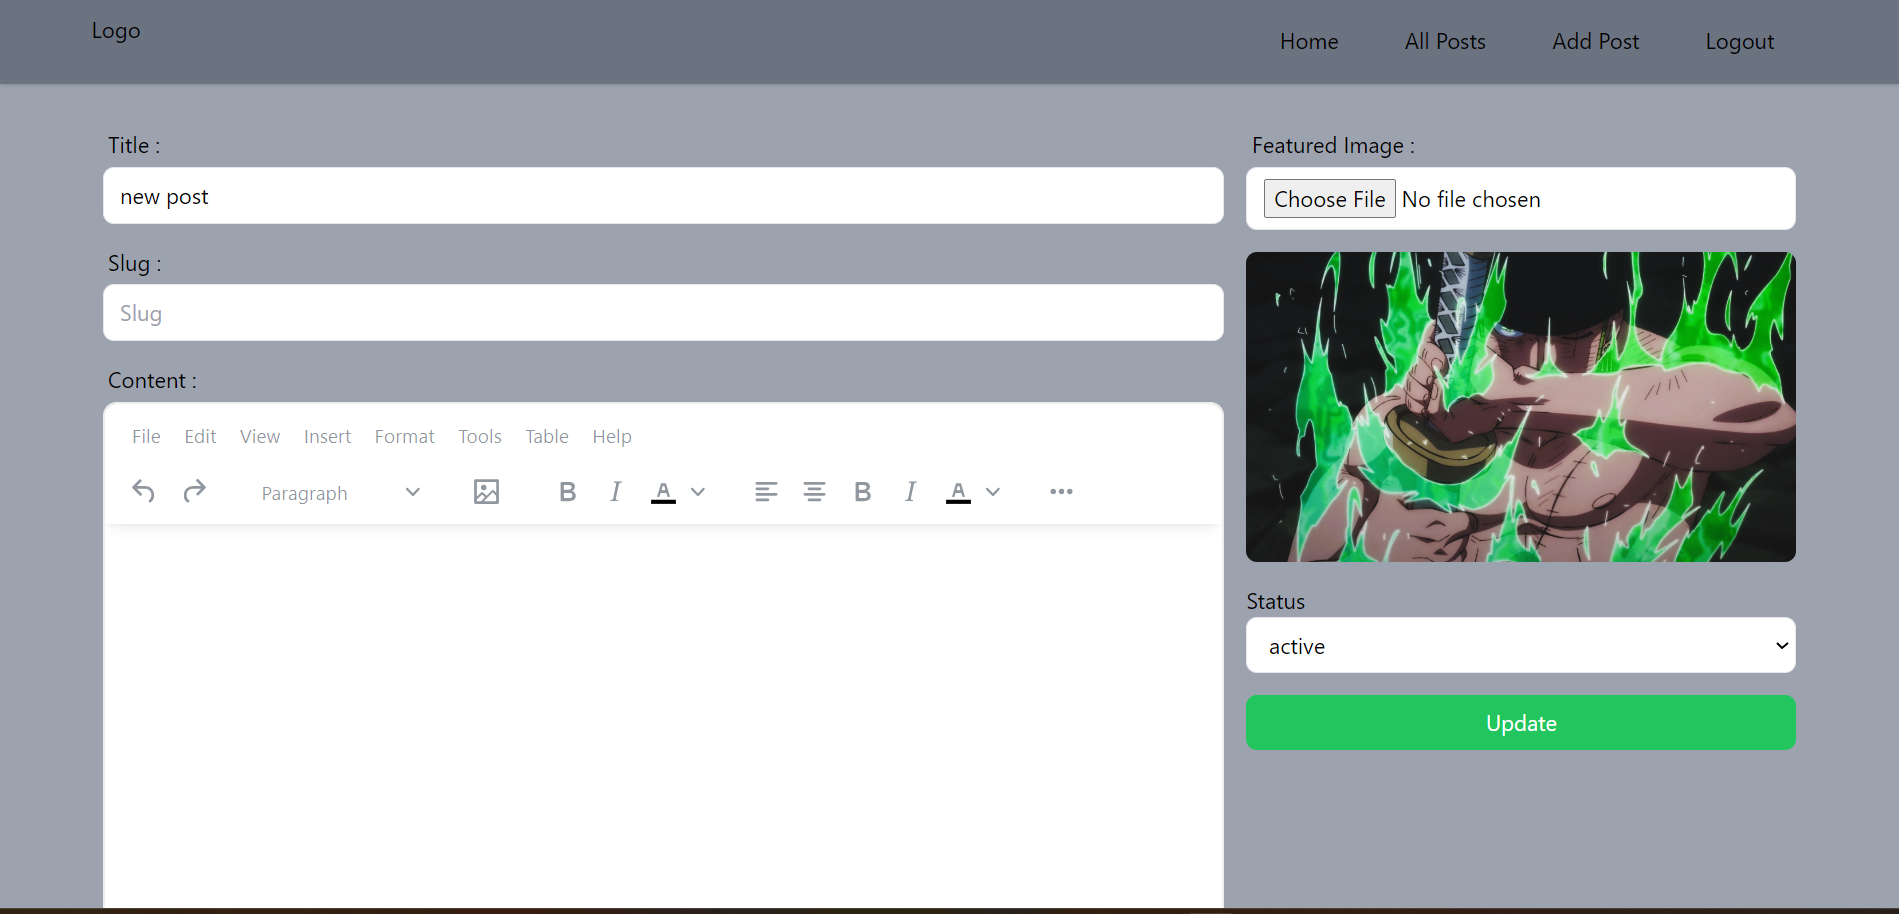 Logo
Home All Posts Add Post Logout
Title :
new post
Slug :
Slug
Content :
File Edit View Insert Format Tools Table Help
Paragraph B I A B I A
Featured Image :
Choose File No file chosen
Status
active
Update